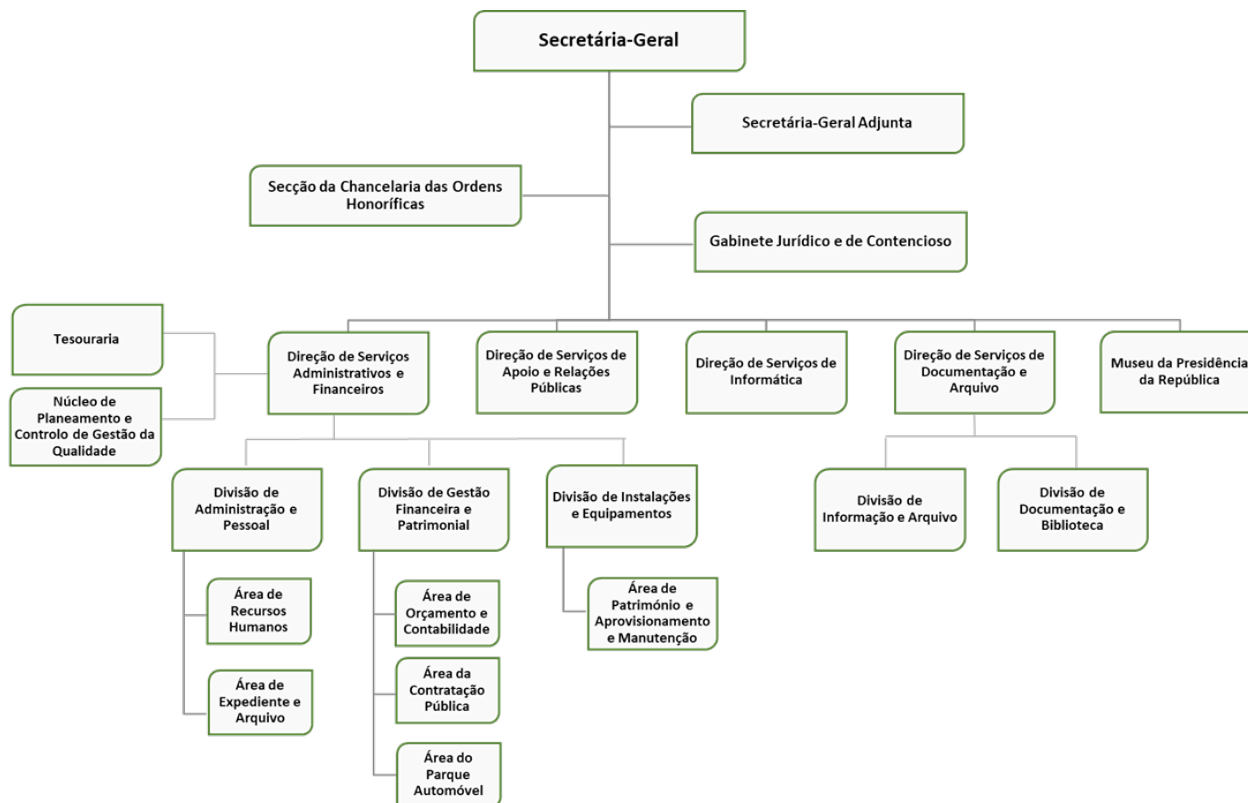 Secretária-Geral
Secretária-Geral Adjunta
Secção da Chancelaria das Ordens
Honoríficas
Gabinete Jurídico e de Contencioso
Tesouraria
Núcleo de
Planeamento e
Controlo de Gestão da
Qualidade
Direção de Serviços
Administrativos e
Financeiros
Direção de Serviços de
Apoio e Relações
Públicas
Direção de Serviços de
Informática
Direção de Serviços de
Documentação e
Arquivo
Museu da Presidência
da República
Divisão de
Administração e
Pessoal
Divisão de Gestão
Financeira e
Patrimonial
Divisão de Instalações
e Equipamentos
Divisão de
Informação e Arquivo
Divisão de
Documentação e
Biblioteca
Área de
Recursos
Humanos
Área de
Expediente e
Arquivo
Área de
Orçamento e
Contabilidade
Área da
Contratação
Pública
Área do
Parque
Automóvel
Área de
Património e
Aprovisionamento
e Manutenção